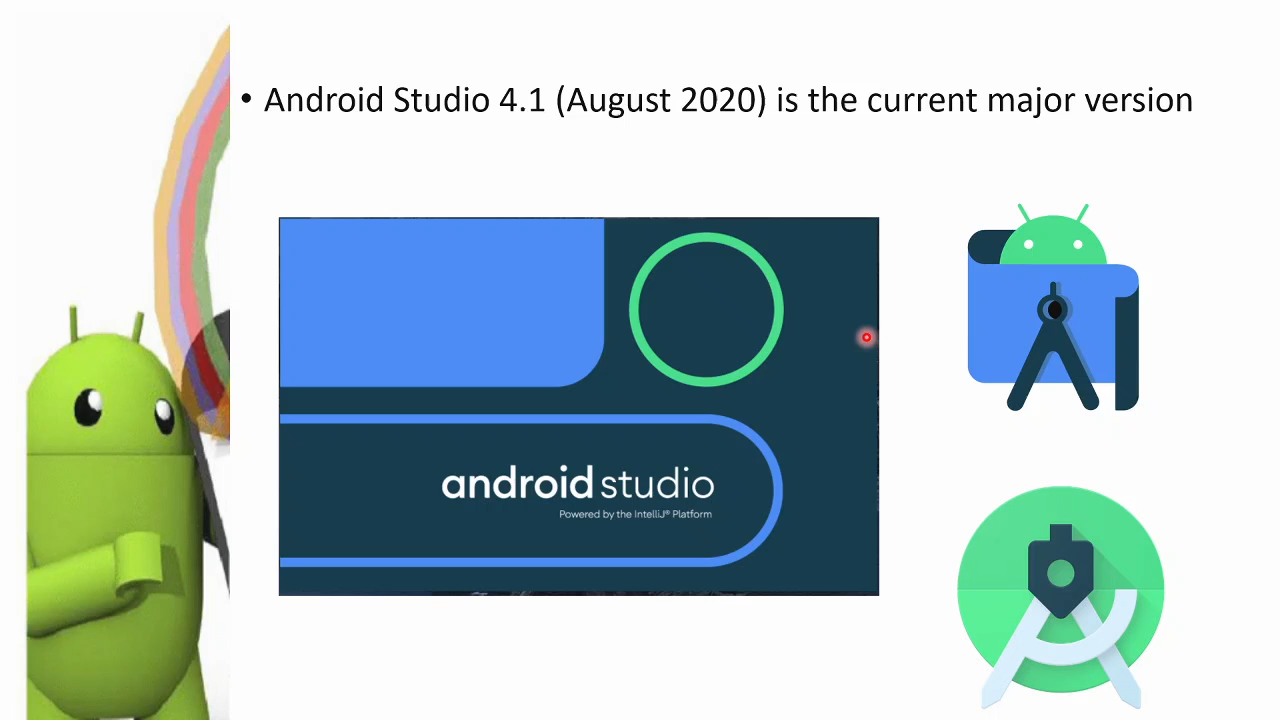 • Android Studio 4.1 (August 2020) is the current major version
android studio
Powered by the IntelliJ® Platform